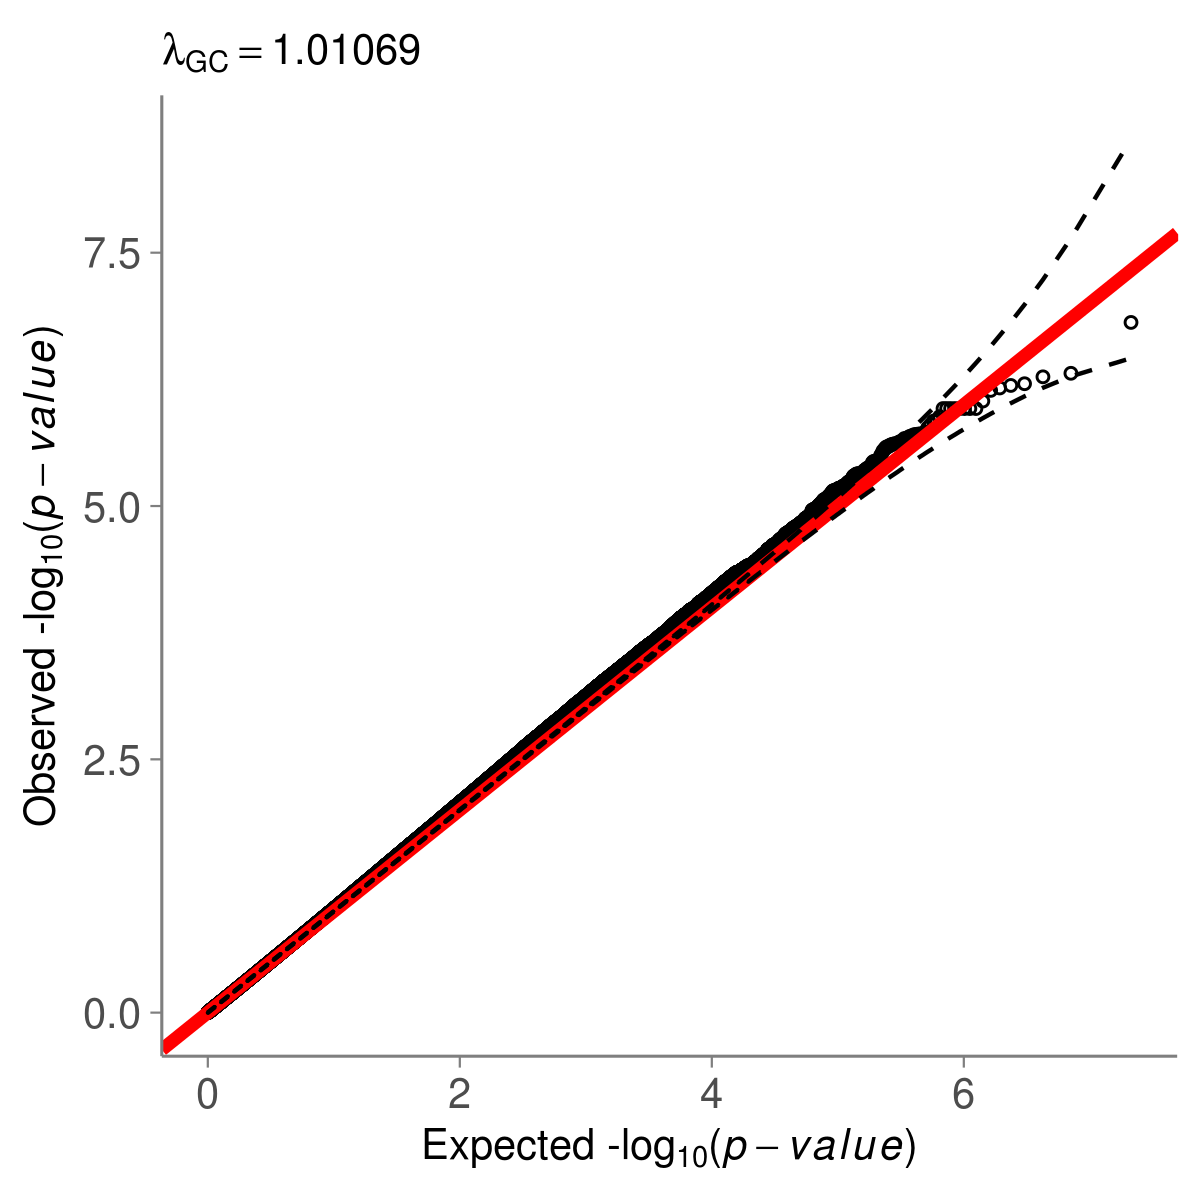 λGC = 1.01069
Observed -log10(p − value)
7.5
5.0
2.5
0.0
0 2 4 6
Expected -log10(p − value)